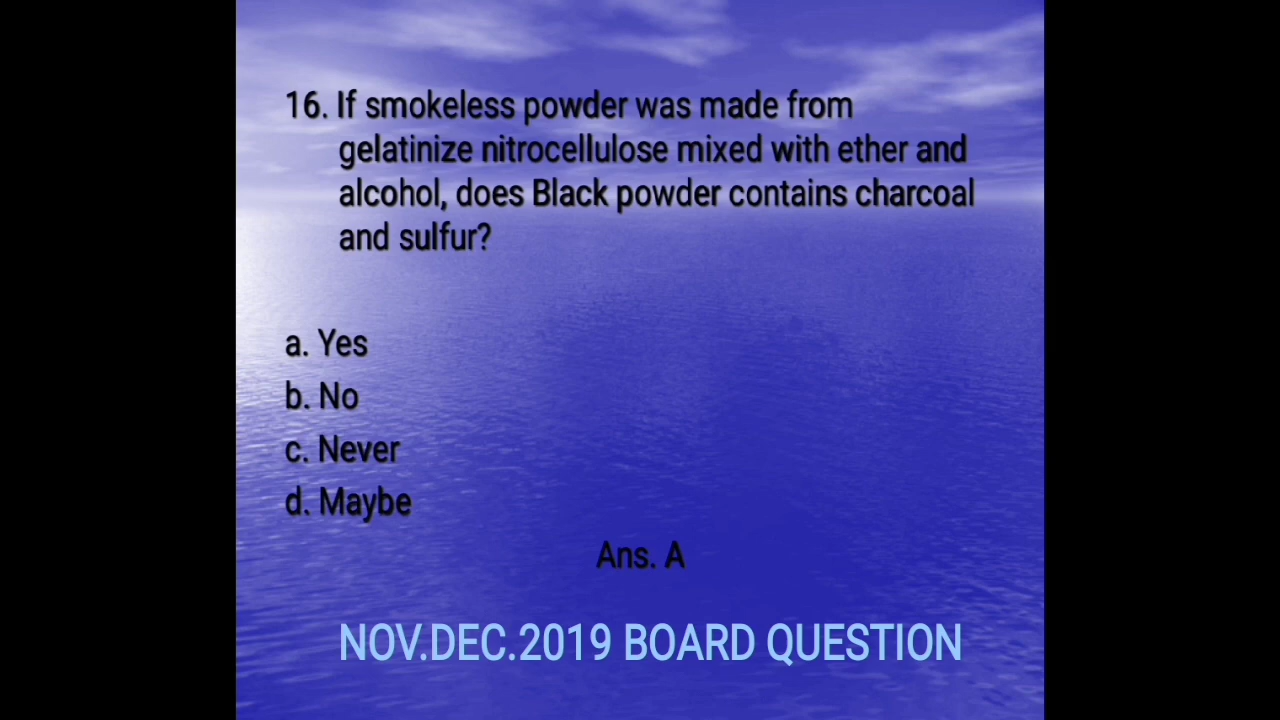 16. If smokeless powder was made from
gelatinize nitrocellulose mixed with ether and
alcohol, does Black powder contains charcoal
and sulfur?
a. Yes
b. No
c. Never
d. Maybe
Ans. A
NOV.DEC.2019 BOARD QUESTION